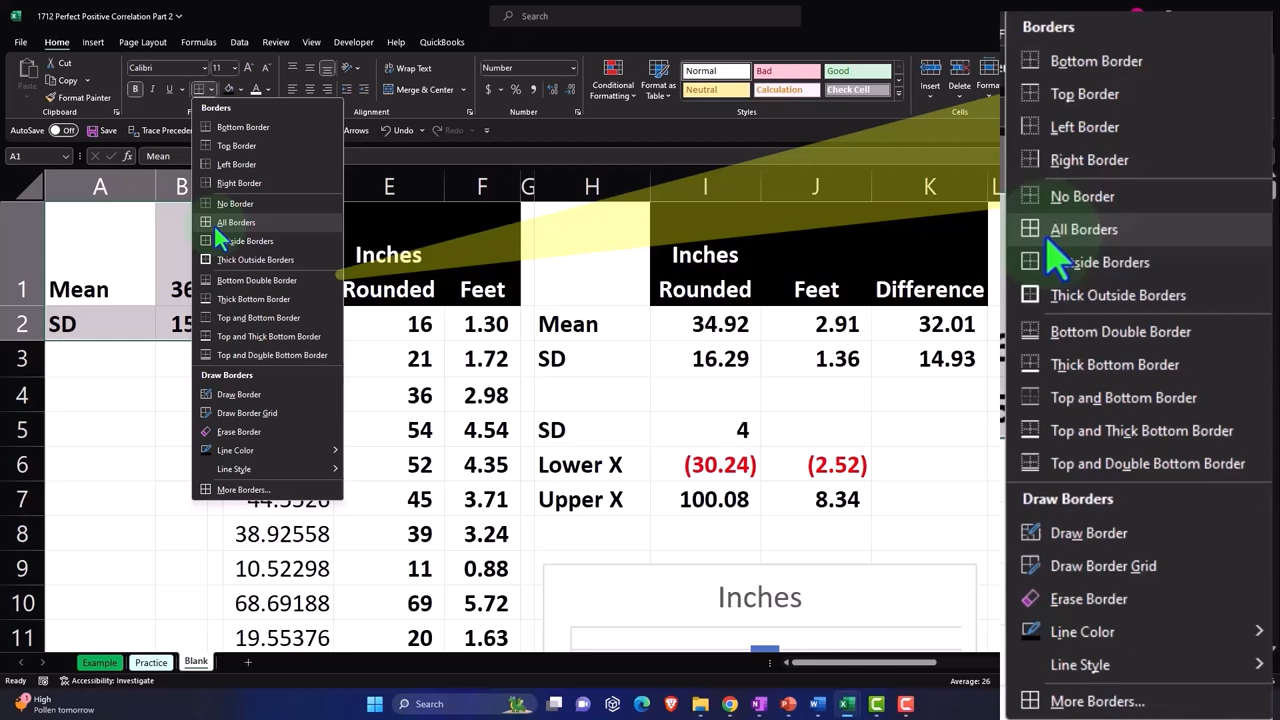 1712 Perfect Positive Correlation Part 2
Search
File Home Insert Page Layout Formulas Data Review View Developer Help QuickBooks
Paste
Cut
Copy
Format Painter
Clipboard
Calibri 11
B I U
Wrap Text
Merge & Center
Alignment
Number
$ % ,
Number
Conditional Formatting
Format as Table
Normal Bad Good
Neutral Calculation Check Cell
Styles
Insert Delete
Cells
AutoSave Off Save Trace Preceden Arrows Undo Redo
A1 fx Mean
A B E F G H I J K L
1 Mean 36 Inches Rounded Feet Inches Rounded Feet Difference
2 SD 15 16 1.30 Mean 34.92 2.91 32.01
3 21 1.72 SD 16.29 1.36 14.93
4 36 2.98
5 54 4.54 SD 4
6 52 4.35 Lower X (30.24) (2.52)
7 45 3.71 Upper X 100.08 8.34
8 38.92558 39 3.24
9 10.52298 11 0.88
10 68.69188 69 5.72
11 19.55376 20 1.63
Inches
Borders
Bottom Border
Top Border
Left Border
Right Border
No Border
All Borders
side Borders
Thick Outside Borders
Bottom Double Border
Thick Bottom Border
Top and Bottom Border
Top and Thick Bottom Border
Top and Double Bottom Border
Draw Borders
Draw Border
Draw Border Grid
Erase Border
Line Color
Line Style
More Borders...
Borders
Bottom Border
Top Border
Left Border
Right Border
No Border
All Borders
side Borders
Thick Outside Borders
Bottom Double Border
Thick Bottom Border
Top and Bottom Border
Top and Thick Bottom Border
Top and Double Bottom Border
Draw Borders
Draw Border
Draw Border Grid
Erase Border
Line Color
Line Style
More Borders...
Example Practice Blank
Ready Accessibility: Investigate Average: 26
High
Pollen tomorrow
Search